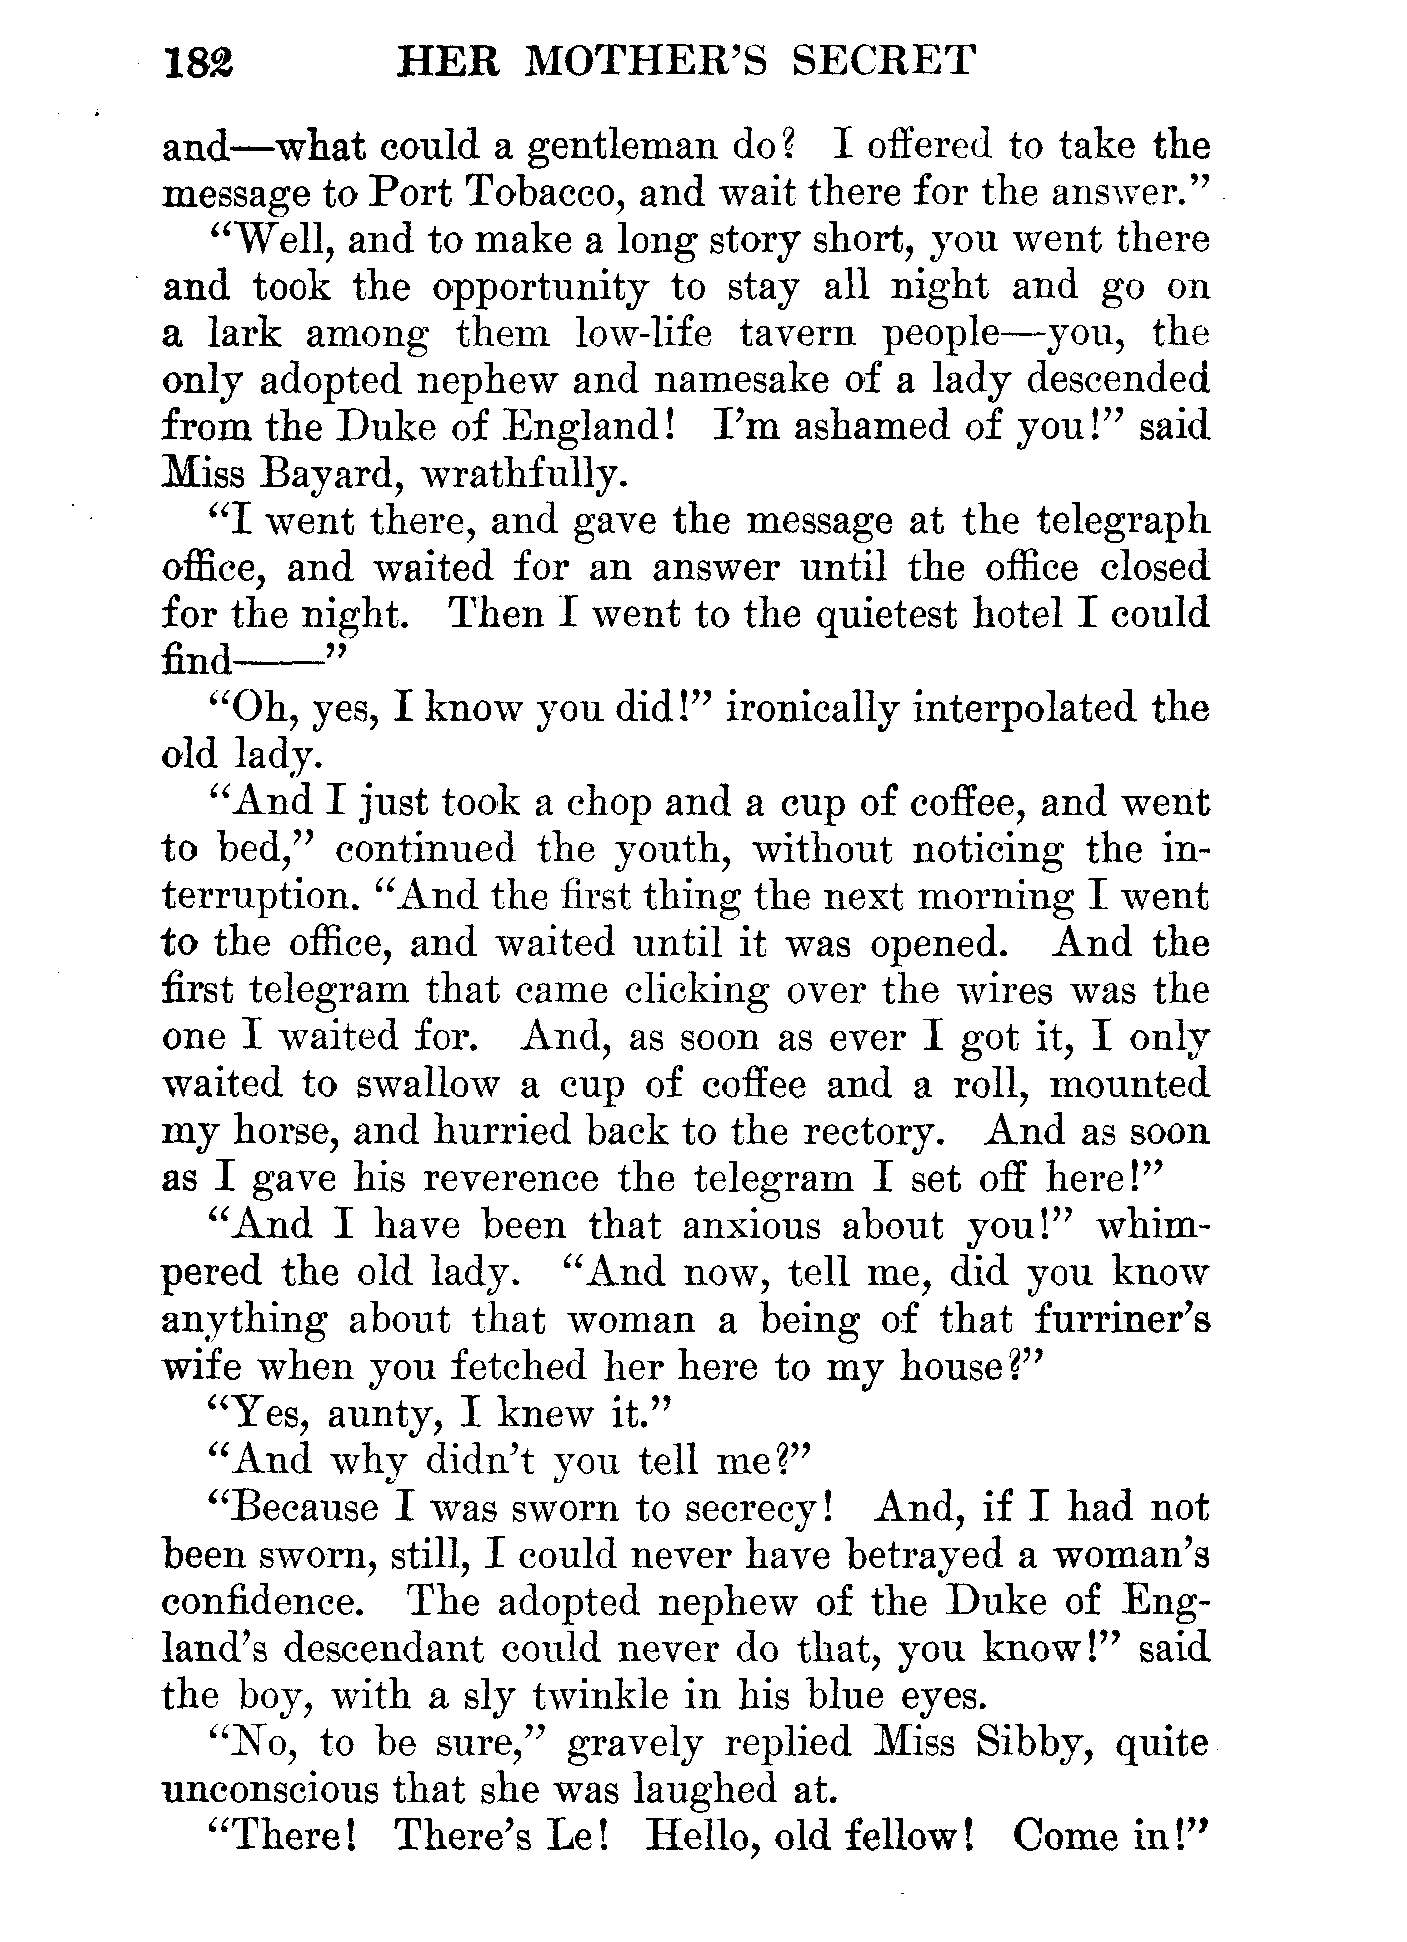 182 HER MOTHER'S SECRET
and—what could a gentleman do? I offered to take the
message to Port Tobacco, and wait there for the answer."
"Well, and to make a long story short, you went there
and took the opportunity to stay all night and go on
a lark among them low-life tavern people—you, the
only adopted nephew and namesake of a lady descended
from the Duke of England! I'm ashamed of you!" said
Miss Bayard, wrathfully.
"I went there, and gave the message at the telegraph
office, and waited for an answer until the office closed
for the night. Then I went to the quietest hotel I could
find——"
"Oh, yes, I know you did!" ironically interpolated the
old lady.
"And I just took a chop and a cup of coffee, and went
to bed," continued the youth, without noticing the in-
terruption. "And the first thing the next morning I went
to the office, and waited until it was opened. And the
first telegram that came clicking over the wires was the
one I waited for. And, as soon as ever I got it, I only
waited to swallow a cup of coffee and a roll, mounted
my horse, and hurried back to the rectory. And as soon
as I gave his reverence the telegram I set off here!"
"And I have been that anxious about you!" whim-
pered the old lady. "And now, tell me, did you know
anything about that woman a being of that furriner's
wife when you fetched her here to my house?"
"Yes, aunty, I knew it."
"And why didn't you tell me?"
"Because I was sworn to secrecy! And, if I had not
been sworn, still, I could never have betrayed a woman's
confidence. The adopted nephew of the Duke of Eng-
land's descendant could never do that, you know!" said
the boy, with a sly twinkle in his blue eyes.
"No, to be sure," gravely replied Miss Sibby, quite
unconscious that she was laughed at.
"There! There's Le! Hello, old fellow! Come in!"